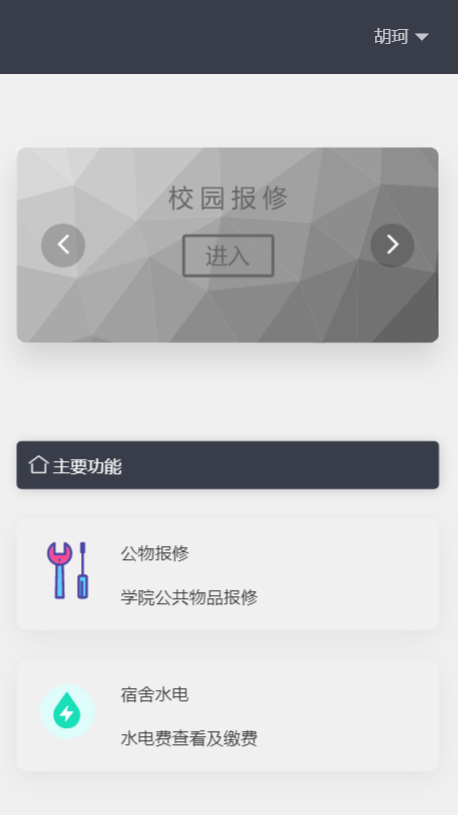 胡珂
校园报修
进入
主要功能
公物报修
学院公共物品报修
宿舍水电
水电费查看及缴费